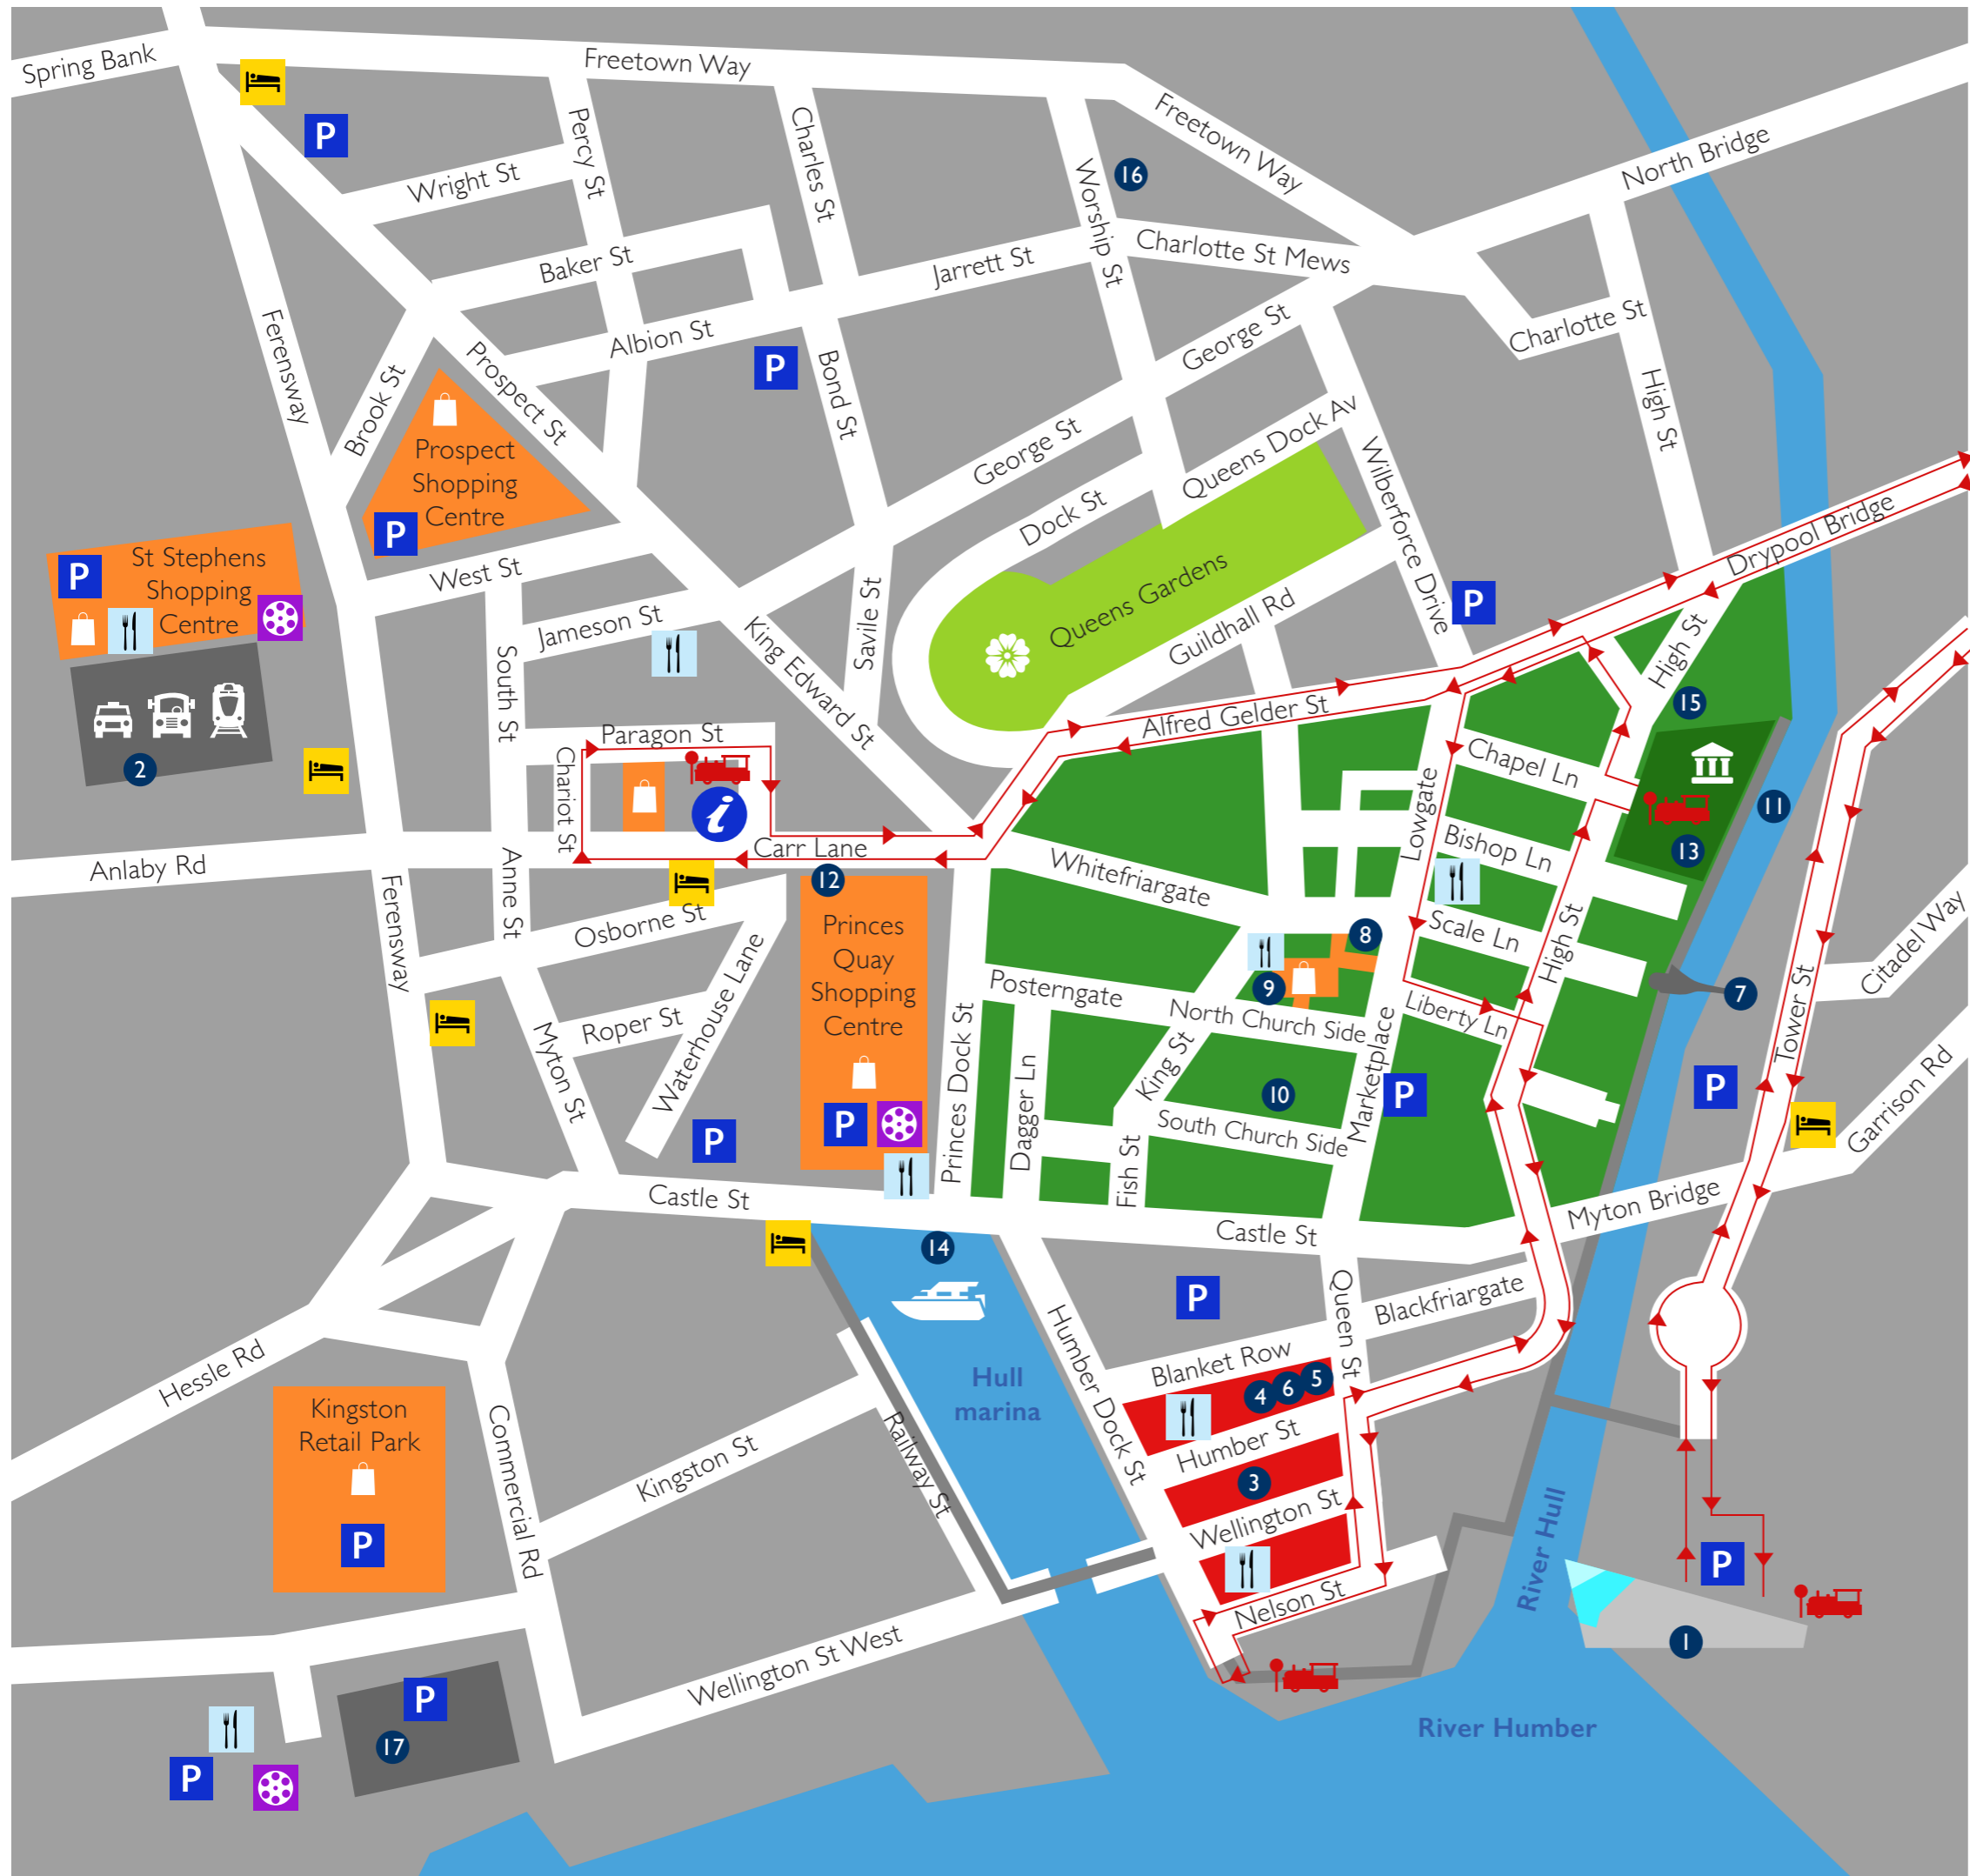 Spring Bank
Freetown Way
Freetown Way
North Bridge
Percy St
Charles St
Wright St
Worship St
16
P
Baker St
Jarrett St
Charlotte St Mews
Charlotte St
Ferensway
Albion St
George St
High St
Brook St
Prospect St
P
Bond St
Queens Dock Av
George St
Prospect
Shopping
Centre
P
Dock St
Wilberforce Drive
Drypool Bridge
St Stephens
Shopping
Centre
P
West St
Queens Gardens
P
Jameson St
Savile St
Guildhall Rd
South St
King Edward St
High St
15
Paragon St
Alfred Gelder St
2
Chariot St
i
Chapel Ln
Lowgate
11
Anlaby Rd
Carr Lane
Bishop Ln
13
12
Whitefriargate
Ferensway
Anne St
Osborne St
Princes
Quay
Shopping
Centre
P
Scale Ln
8
High St
Citadel Way
Waterhouse Lane
Posterngate
9
7
Liberty Ln
Roper St
North Church Side
Tower St
Myton St
Princes Dock St
King St
Marketplace
P
P
Dagger Ln
10
Garrison Rd
P
South Church Side
Fish St
Castle St
Castle St
Myton Bridge
14
P
Queen St
Blackfriargate
Humber Dock St
Blanket Row
Hessle Rd
Hull
marina
4
6
5
Kingston
Retail Park
P
Commercial Rd
Kingston St
Railway St
Humber St
3
Wellington St
River Hull
P
Nelson St
1
Wellington St West
P
17
P
River Humber